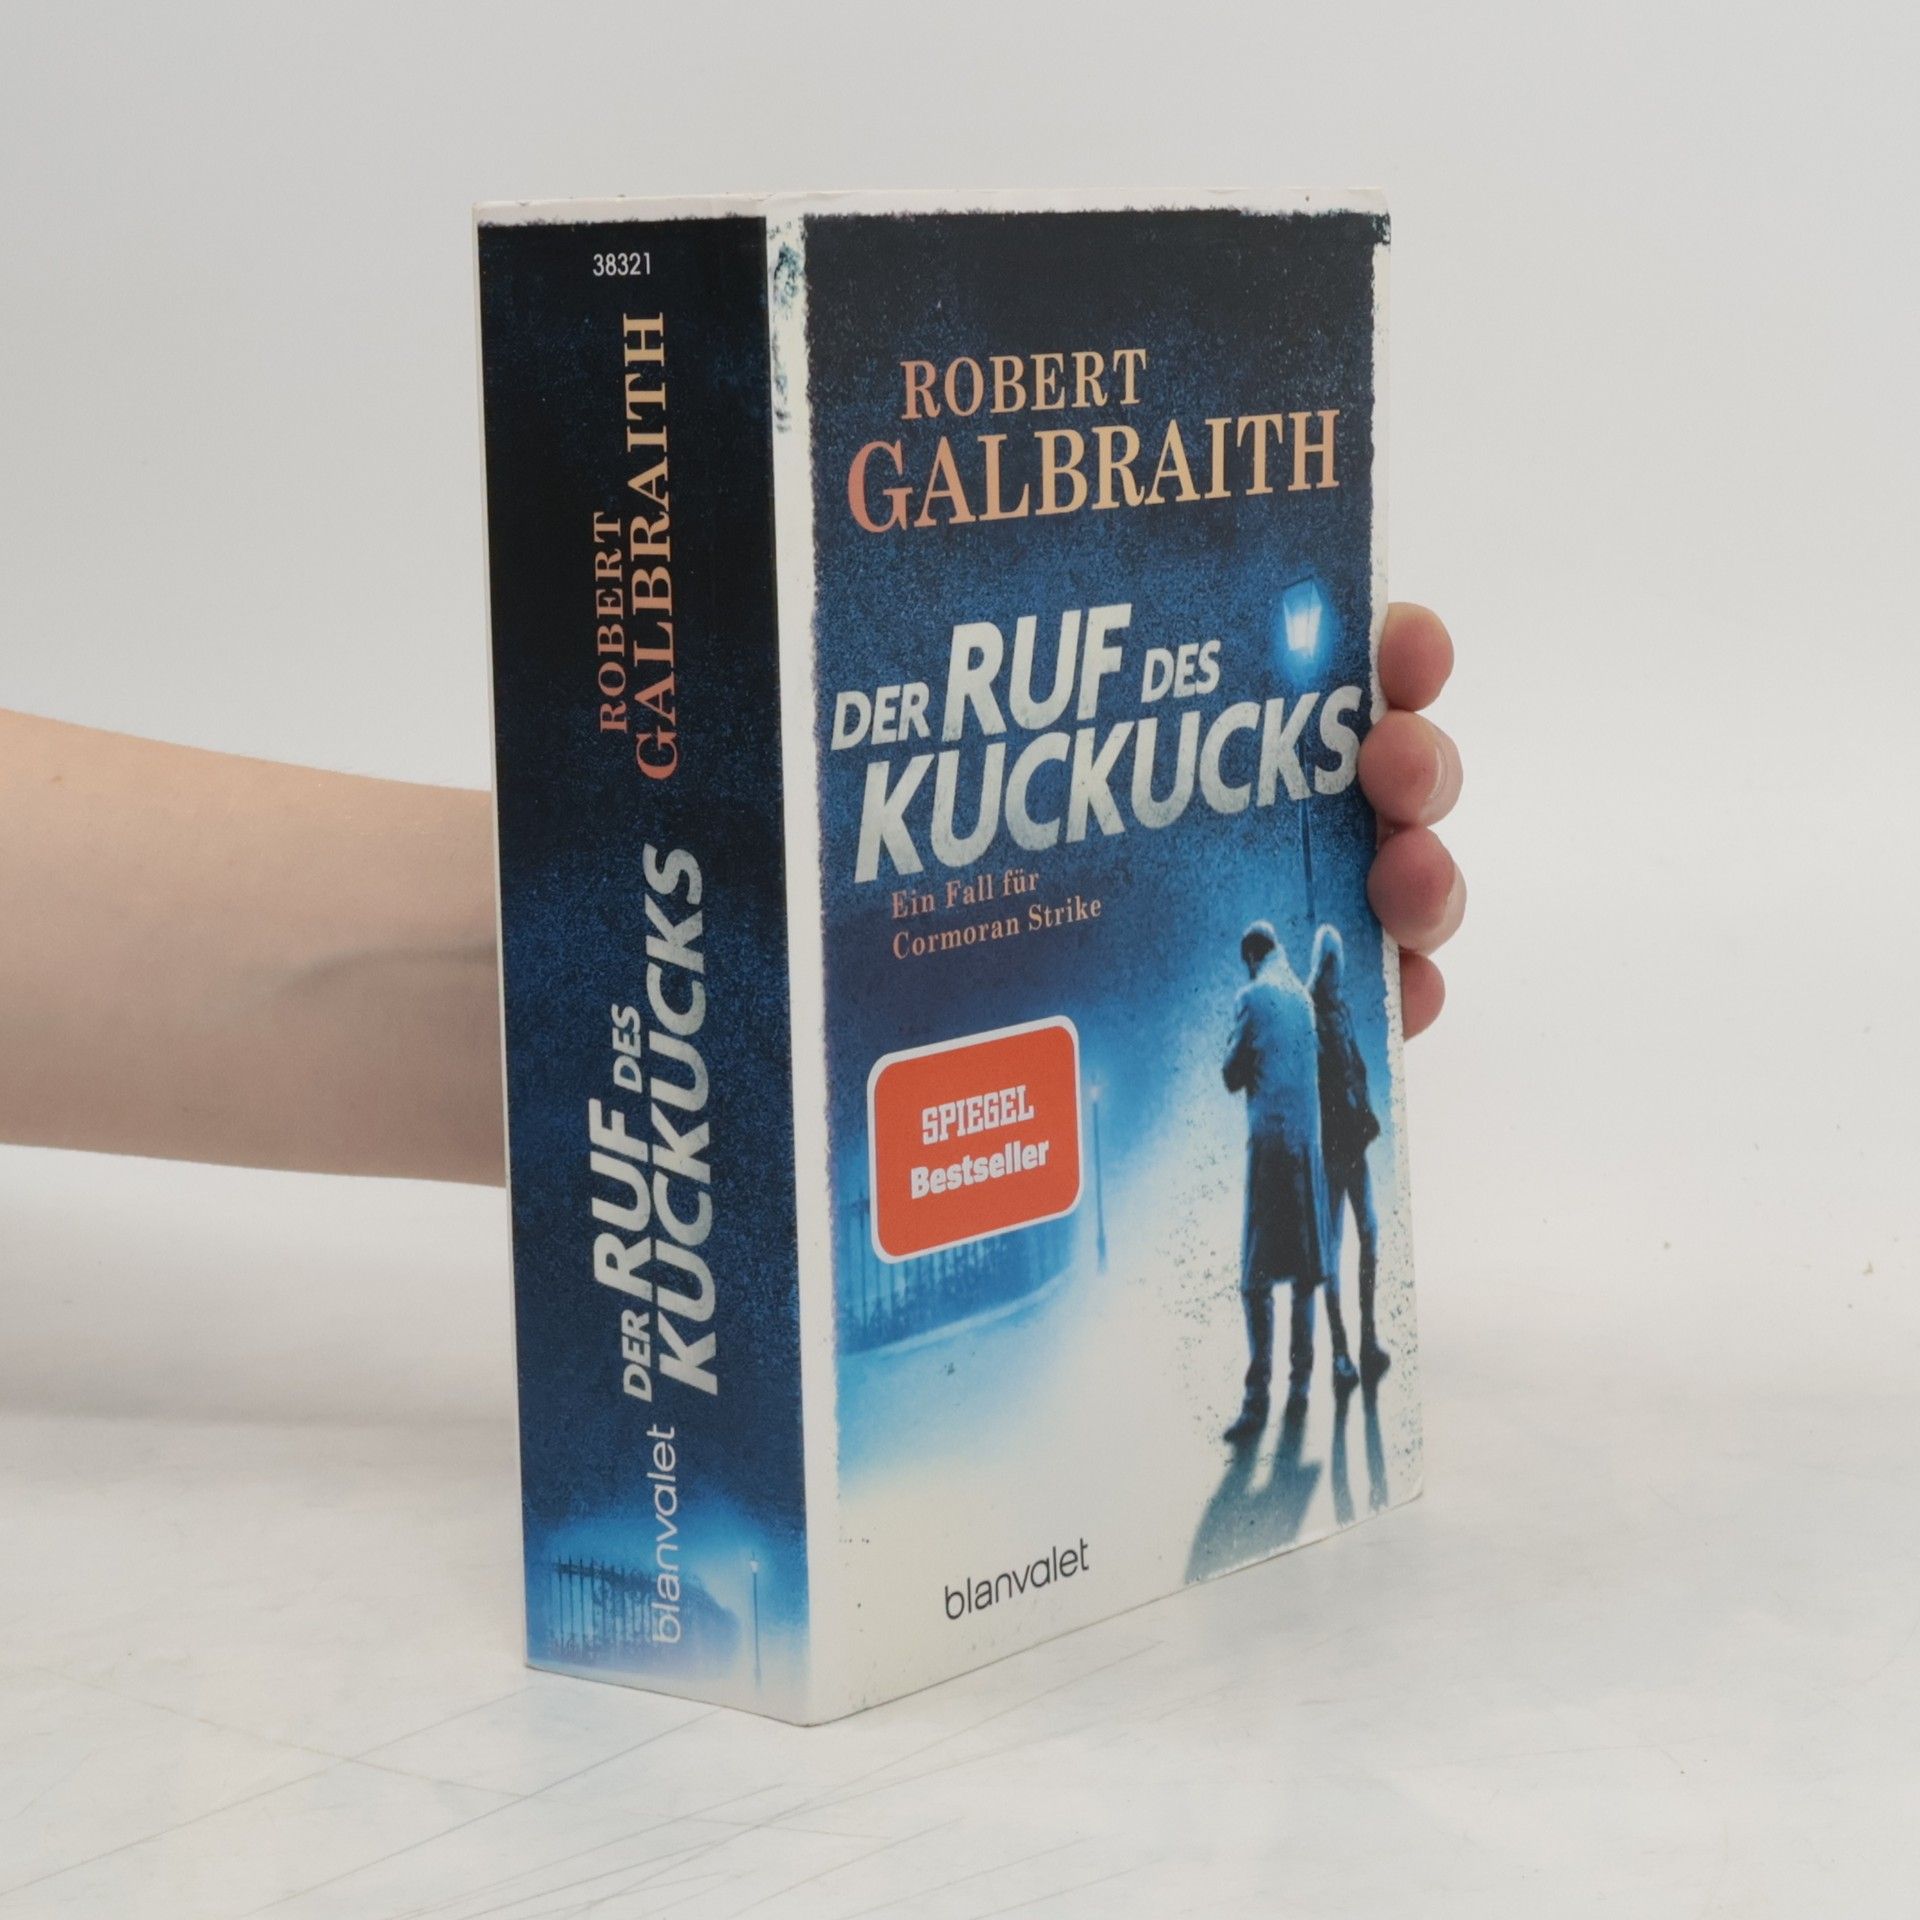 38321
ROBERT
GALBRAITH
DER RUF DES
KUCKUCKS
blanvalet
ROBERT
GALBRAITH
DER RUF DES
KUCKUCKS
Ein Fall für
Cormoran Strike
SPIEGEL
Bestseller
blanvalet